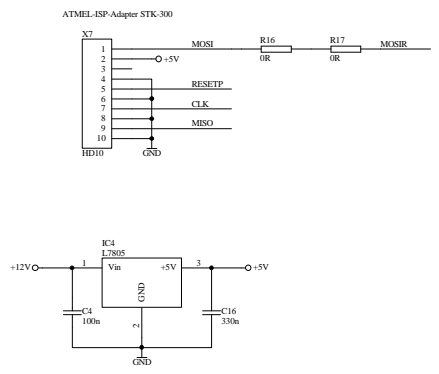 ATMEL-ISP-Adapter STK-300
X7
1 MOSI R16 R17 MOSIR
0R 0R
2 +5V
3
4
5 RESETP
6
7 CLK
8
9 MISO
10
HD10 GND
IC4
L7805
+12V 1 Vin +5V 3 +5V
GND
C4 C16
100n 330n
2
GND